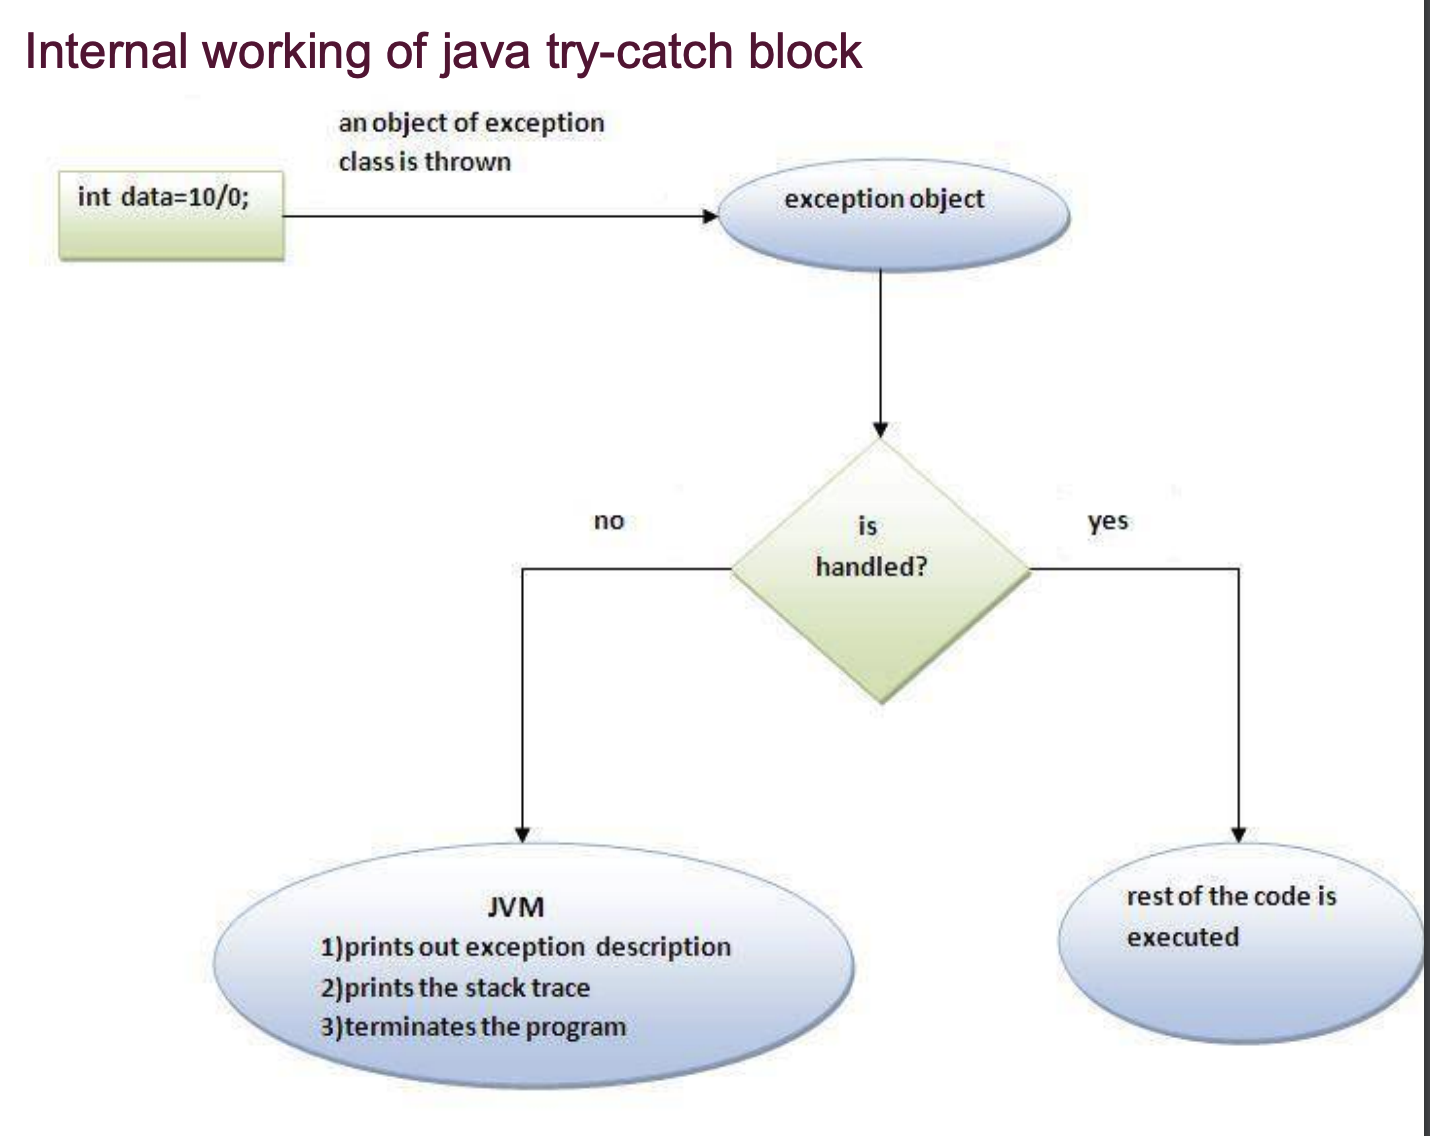 Internal working of java try-catch block
an object of exception
class is thrown
int data=10/0;
exception object
is
handled?
no
yes
JVM
1)prints out exception description
2)prints the stack trace
3)terminates the program
rest of the code is
executed